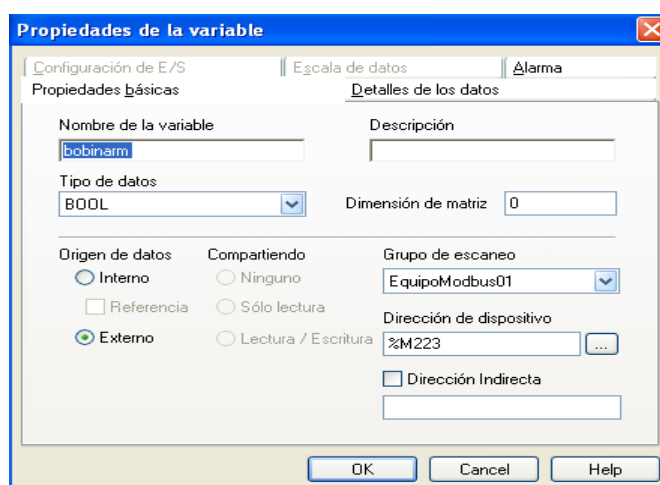 Propiedades de la variable
Configuración de E/S Escala de datos Alarma
Propiedades básicas Detalles de los datos
Nombre de la variable Descripción
bobinarm
Tipo de datos
BOOL Dimensión de matriz 0
Origen de datos Compartiendo Grupo de escaneo
Interno Ninguno EquipoModbus01
Referencia Sólo lectura Dirección de dispositivo
Externo Lectura / Escritura %M223 ...
Dirección Indirecta
OK Cancel Help